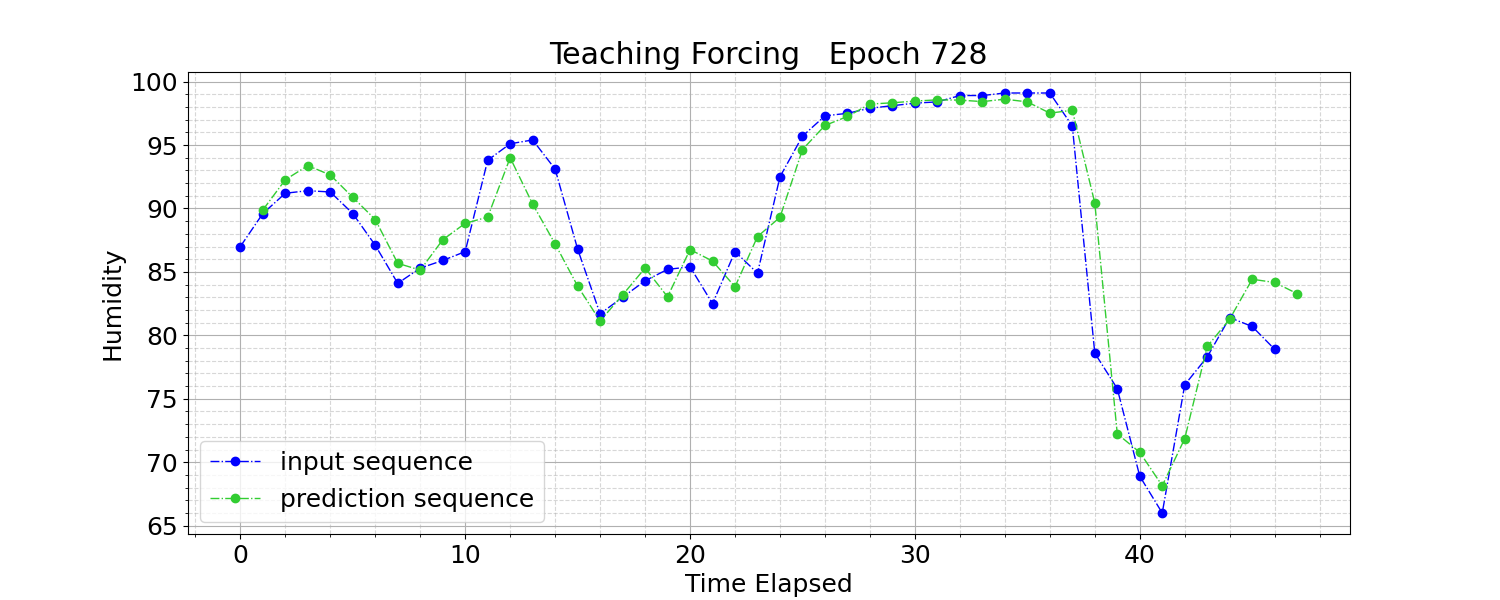 Teaching Forcing   Epoch 728
100
95
90
85
80
75
70
65
Humidity
input sequence
prediction sequence
0 10 20 30 40
Time Elapsed